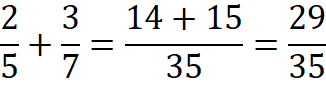 2/5 + 3/7 = (14 + 15)/35 = 29/35